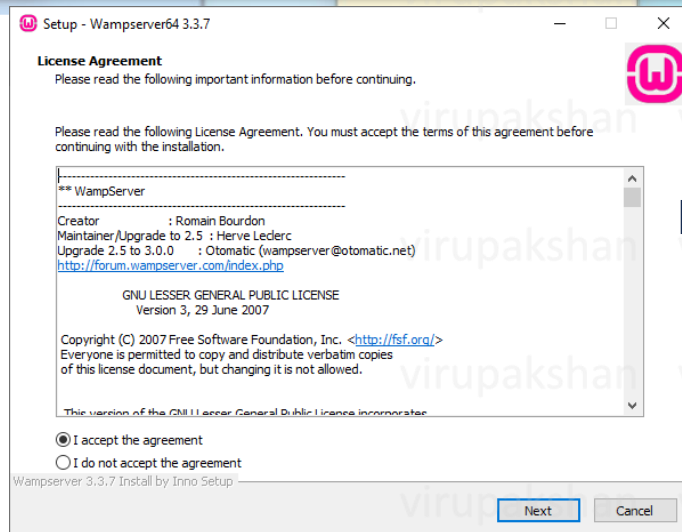 Setup - Wampserver64 3.3.7
License Agreement
Please read the following important information before continuing.
Please read the following License Agreement. You must accept the terms of this agreement before
continuing with the installation.
------------------------------------------------------------------
** WampServer
------------------------------------------------------------------
Creator : Romain Bourdon
Maintainer/Upgrade to 2.5 : Herve Leclerc
Upgrade 2.5 to 3.0.0 : Otomatic (wampserver@otomatic.net)
http://forum.wampserver.com/index.php
GNU LESSER GENERAL PUBLIC LICENSE
Version 3, 29 June 2007
Copyright (C) 2007 Free Software Foundation, Inc. <http://fsf.org/>
Everyone is permitted to copy and distribute verbatim copies
of this license document, but changing it is not allowed.
This version of the GNU Lesser General Public License incorporates
I accept the agreement
I do not accept the agreement
Wampserver 3.3.7 Install by Inno Setup
Next
Cancel
virupakshan
virupakshan
virupakshan